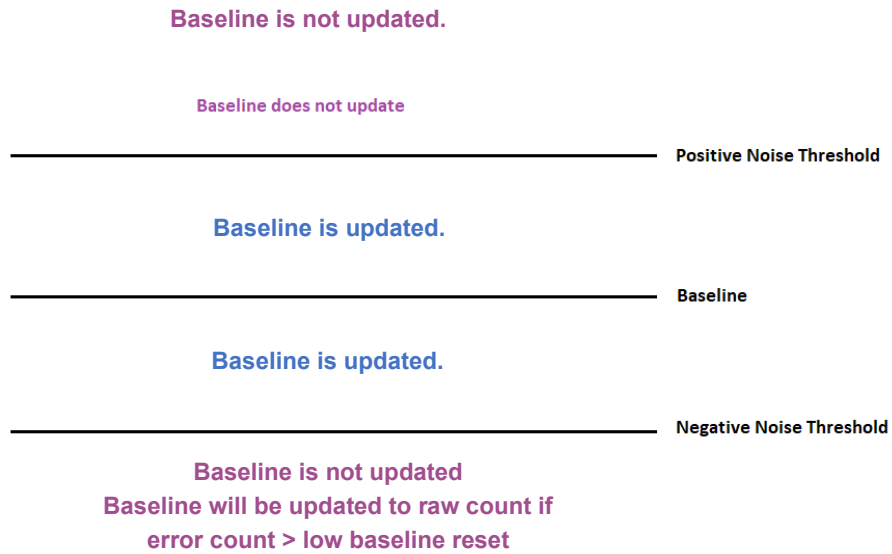 Baseline is not updated.
Baseline does not update
Positive Noise Threshold
Baseline is updated.
Baseline
Baseline is updated.
Negative Noise Threshold
Baseline is not updated
Baseline will be updated to raw count if
error count > low baseline reset